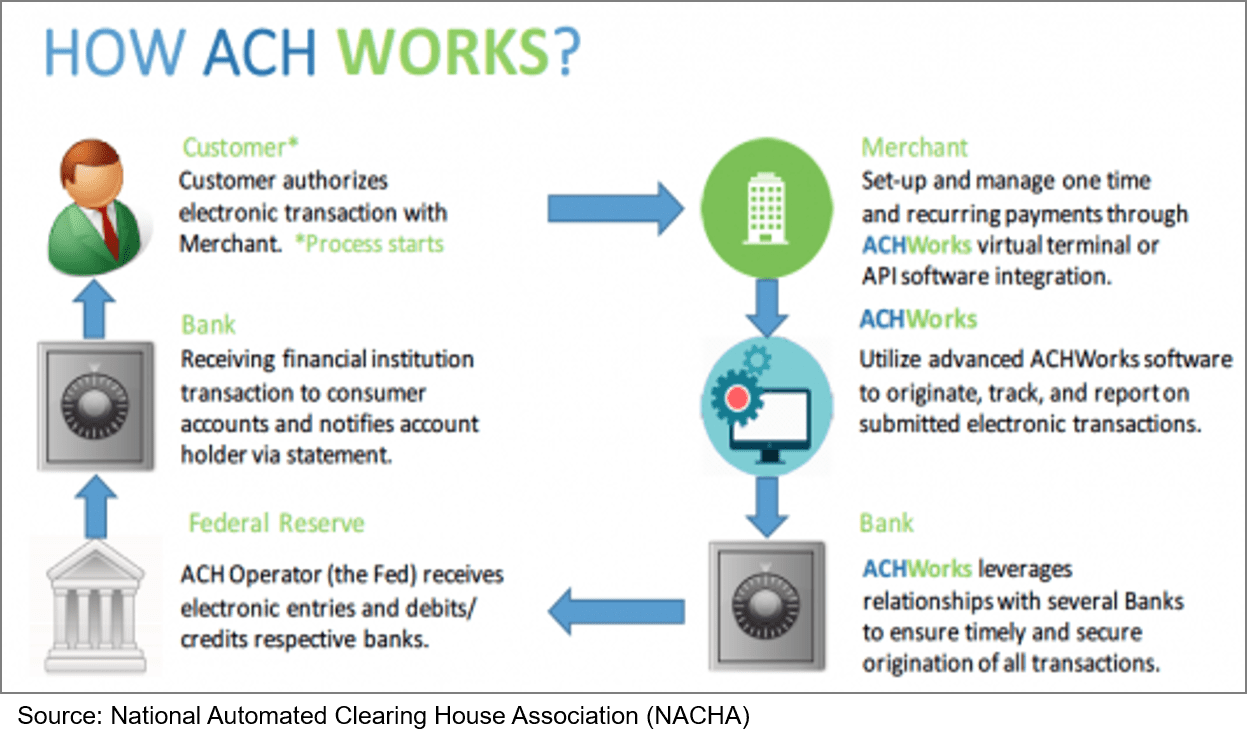 HOW ACH WORKS?
Customer*
Customer authorizes
electronic transaction with
Merchant. *Process starts
Merchant
Set-up and manage one time
and recurring payments through
ACHWorks virtual terminal or
API software integration.
ACHWorks
Utilize advanced ACHWorks software
to originate, track, and report on
submitted electronic transactions.
Bank
ACHWorks leverages
relationships with several Banks
to ensure timely and secure
origination of all transactions.
Federal Reserve
ACH Operator (the Fed) receives
electronic entries and debits/
credits respective banks.
Bank
Receiving financial institution
transaction to consumer
accounts and notifies account
holder via statement.
Source: National Automated Clearing House Association (NACHA)